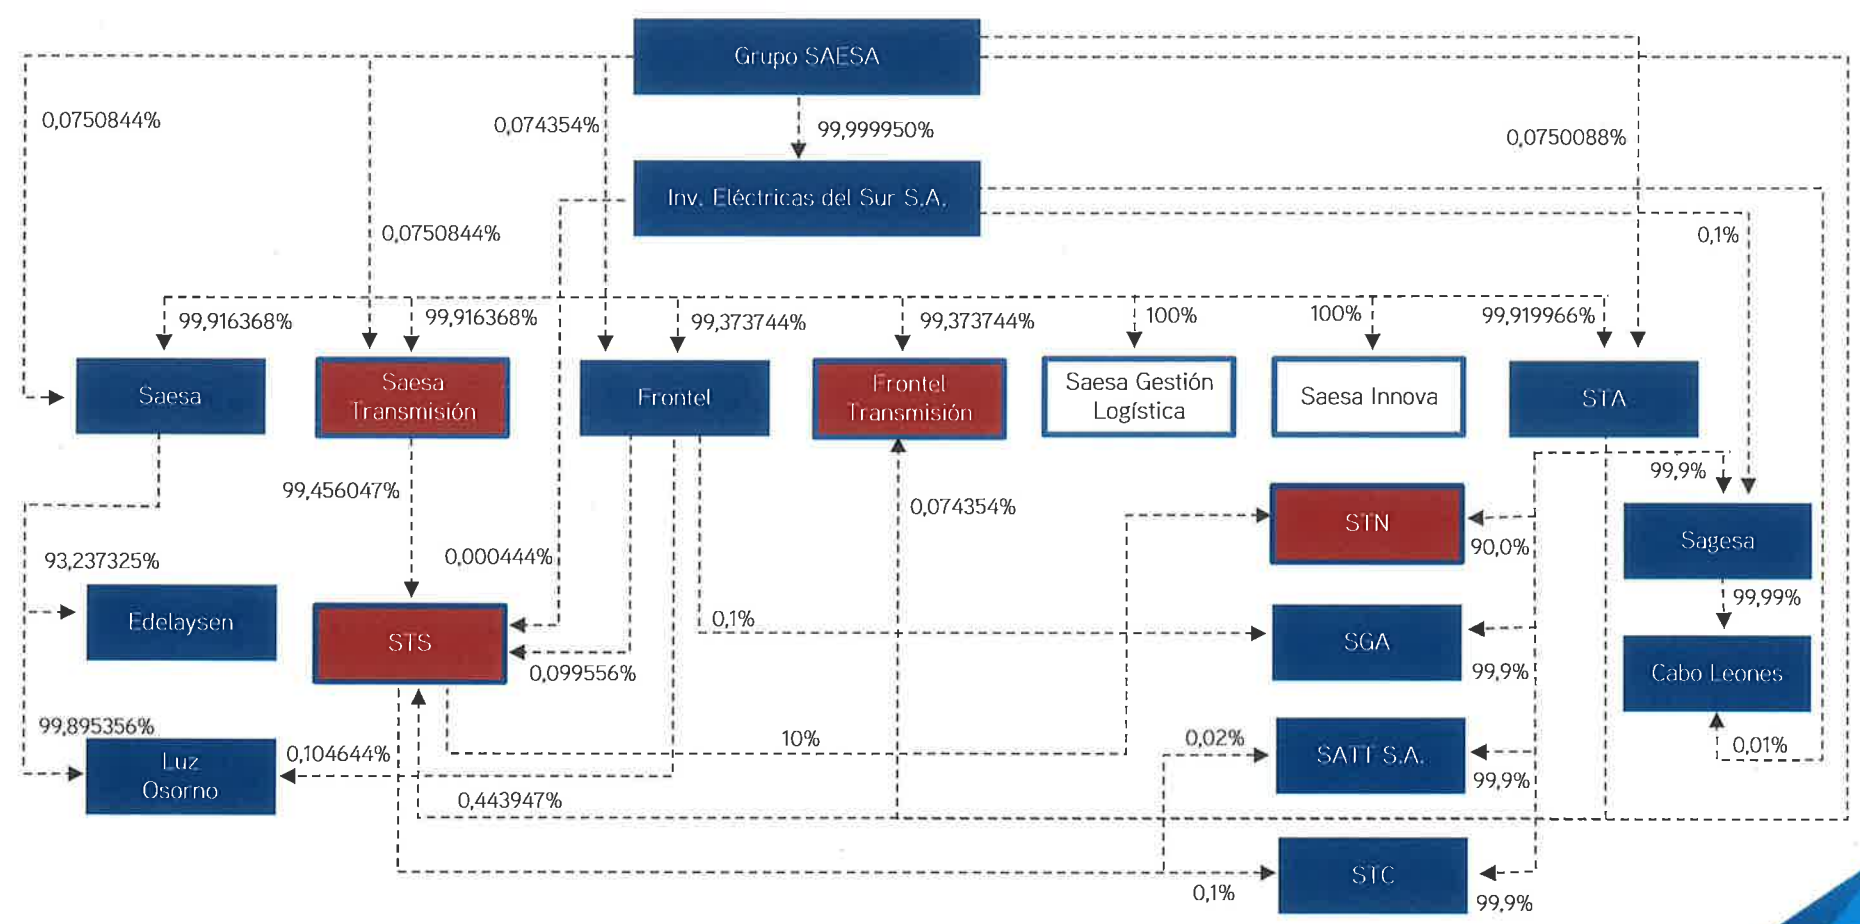 Grupo SAESA
0,0750844%
0,074354%
99,999950%
0,0750088%
Inv. Eléctricas del Sur S.A.
0,0750844%
0,1%
99,916368%
99,916368%
99,373744%
99,373744%
100%
100%
99,919966%
Saesa
Saesa
Transmisión
Frontel
Frontel
Transmisión
Saesa Gestión
Logística
Saesa Innova
STA
99,456047%
0,074354%
99,9%
STN
90,0%
Sagesa
93,237325%
0,000444%
99,99%
Edelaysen
STS
0,1%
SGA
0,099556%
99,9%
Cabo Leones
99,895356%
0,104644%
10%
0,02%
SATT S.A.
0,01%
Luz
Osorno
99,9%
0,443947%
STC
0,1%
99,9%